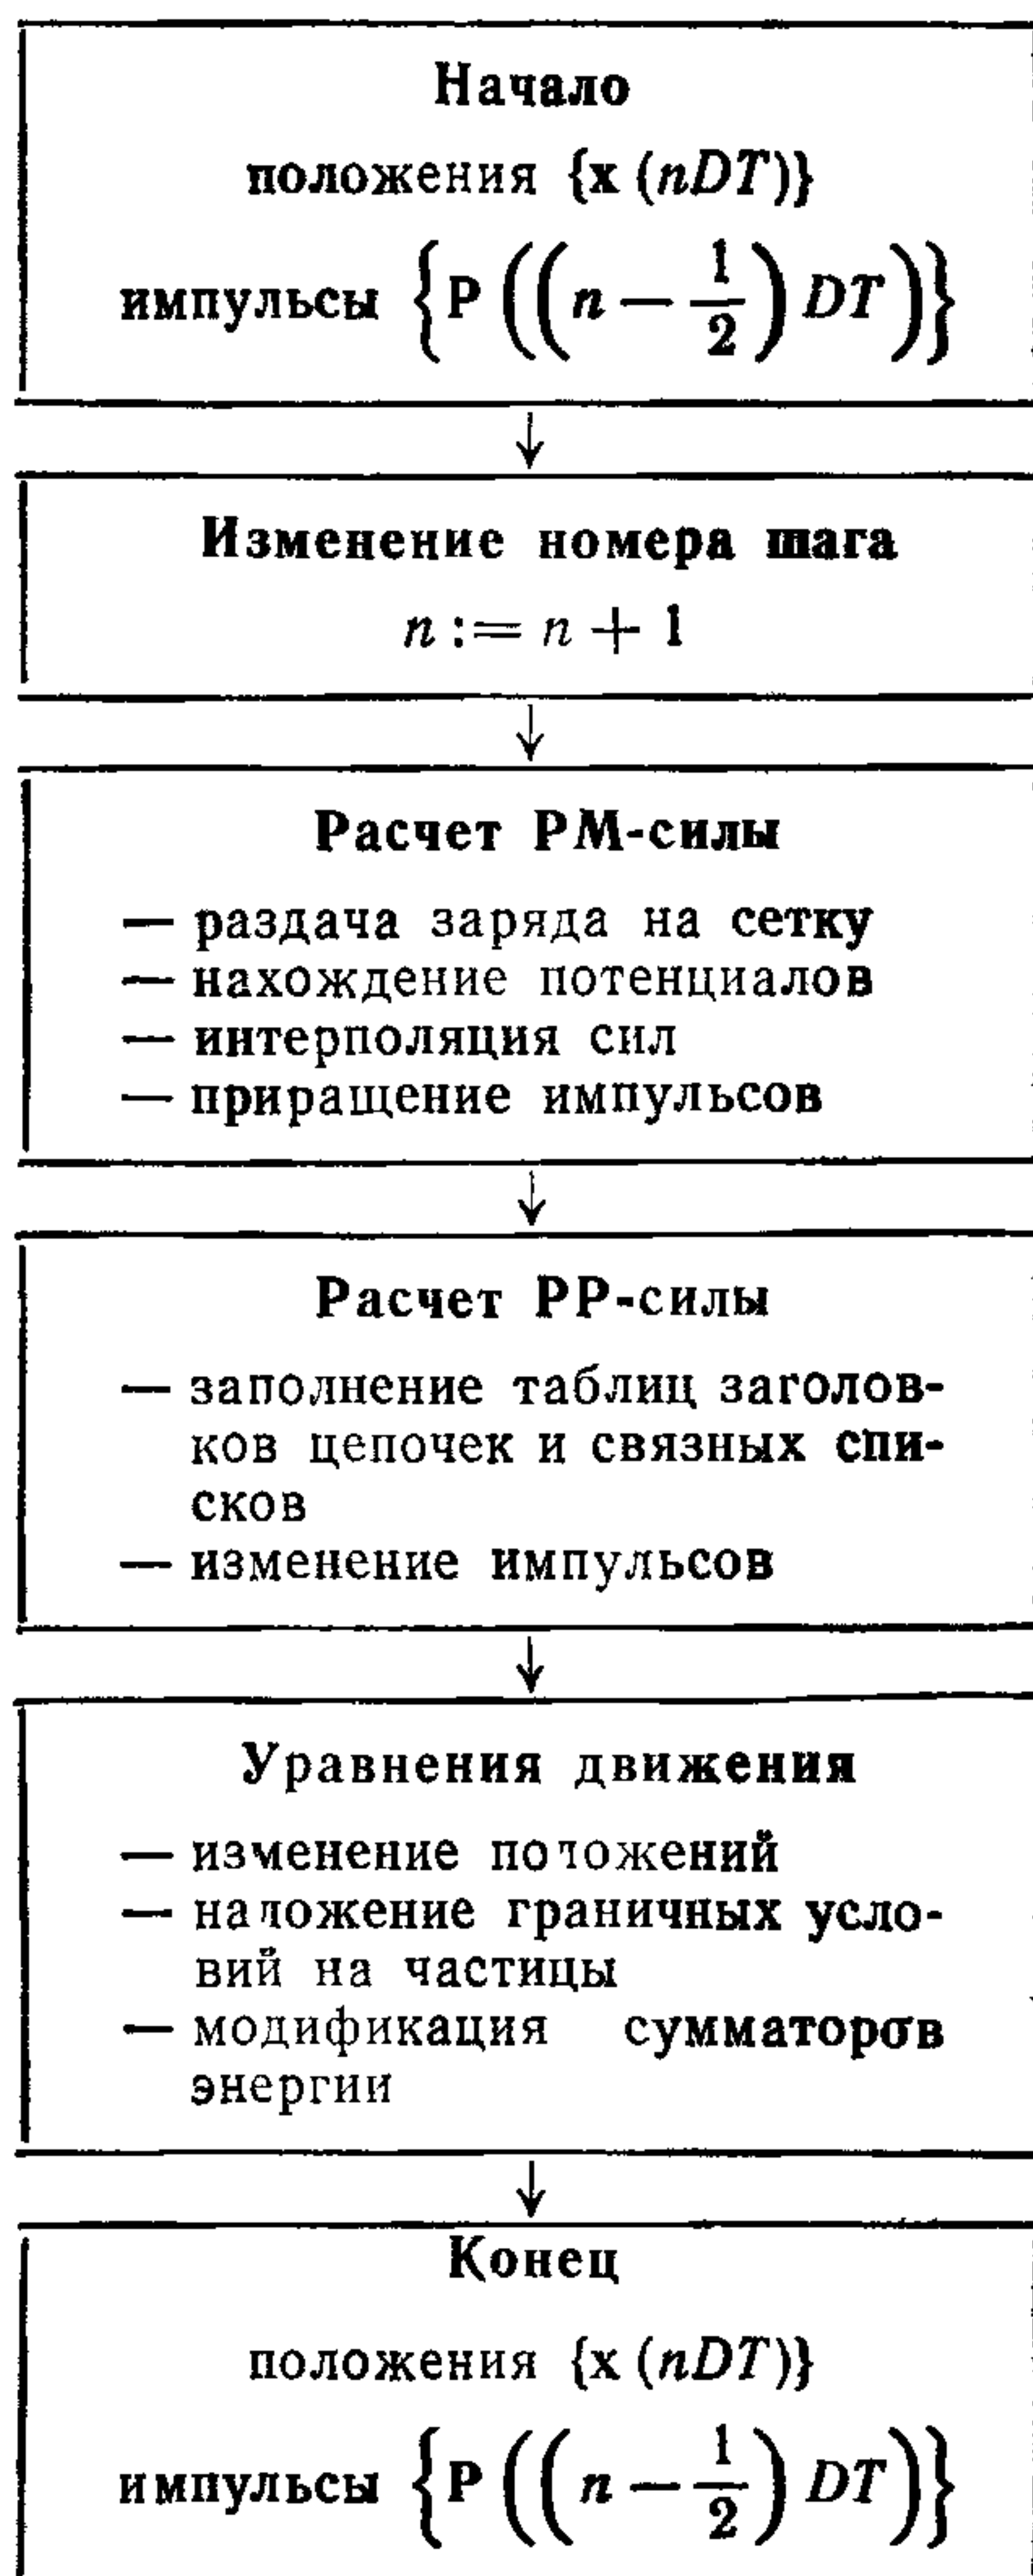 Начало
положения {x (nDT)}
импульсы {P ((n − 1/2) DT)}
↓
Изменение номера шага
n := n + 1
↓
Расчет PM-силы
— раздача заряда на сетку
— нахождение потенциалов
— интерполяция сил
— приращение импульсов
↓
Расчет PP-силы
— заполнение таблиц заголов-
ков цепочек и связных спи-
сков
— изменение импульсов
↓
Уравнения движения
— изменение положений
— наложение граничных усло-
вий на частицы
— модификация сумматоров
энергии
↓
Конец
положения {x (nDT)}
импульсы {P ((n − 1/2) DT)}